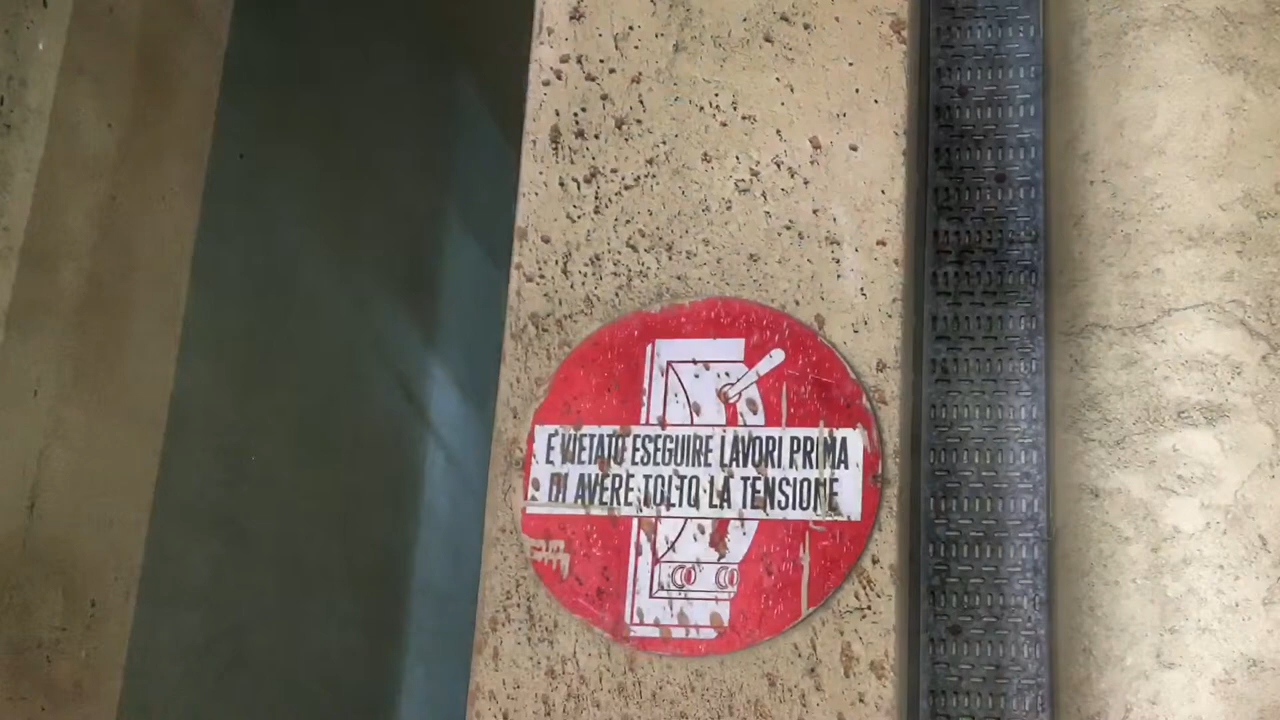 E VIETATO ESEGUIRE LAVORI PRIMA
DI AVERE TOLTO LA TENSIONE